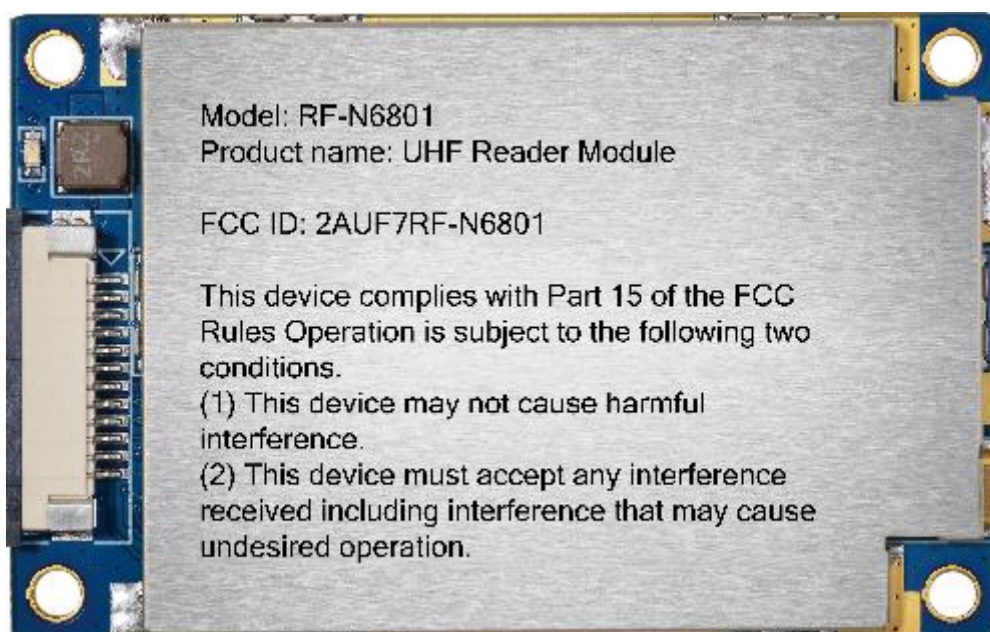 Model: RF-N6801
Product name: UHF Reader Module
FCC ID: 2AUF7RF-N6801
This device complies with Part 15 of the FCC
Rules Operation is subject to the following two
conditions.
(1) This device may not cause harmful
interference.
(2) This device must accept any interference
received including interference that may cause
undesired operation.